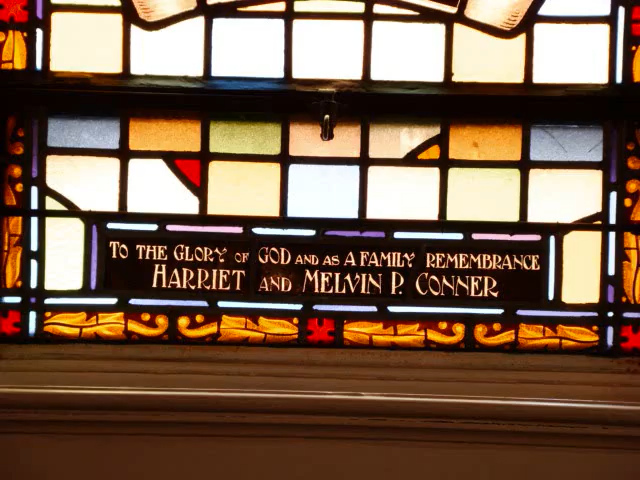 TO THE GLORY OF GOD AND AS A FAMILY REMEMBRANCE
HARRIET AND MELVIN P. CONNER